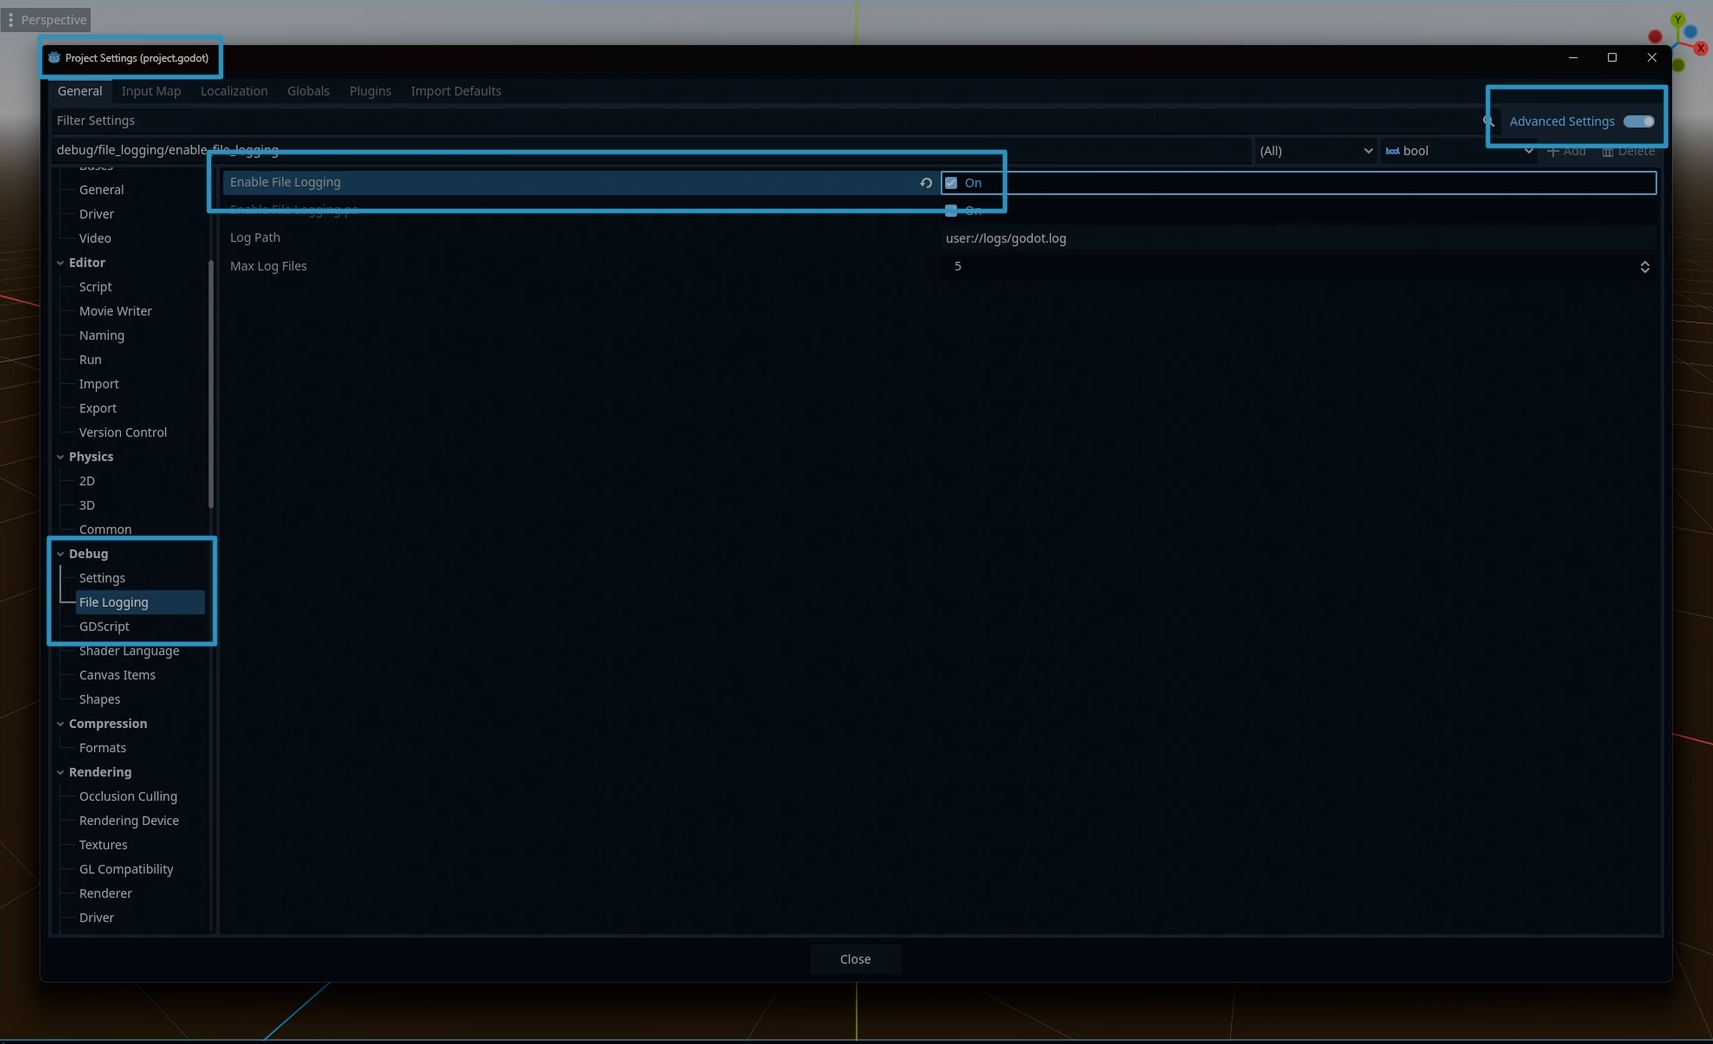 Perspective
Y
X
Project Settings (project.godot)
General Input Map Localization Globals Plugins Import Defaults
Filter Settings
Advanced Settings
debug/file_logging/enable_file_logging
(All)
bool
Add
Delete
Buses
General
Driver
Video
Editor
Script
Movie Writer
Naming
Run
Import
Export
Version Control
Physics
2D
3D
Common
Debug
Settings
File Logging
GDScript
Shader Language
Canvas Items
Shapes
Compression
Formats
Rendering
Occlusion Culling
Rendering Device
Textures
GL Compatibility
Renderer
Driver
Enable File Logging
On
Enable File Logging.pc
On
Log Path
user://logs/godot.log
Max Log Files
5
Close